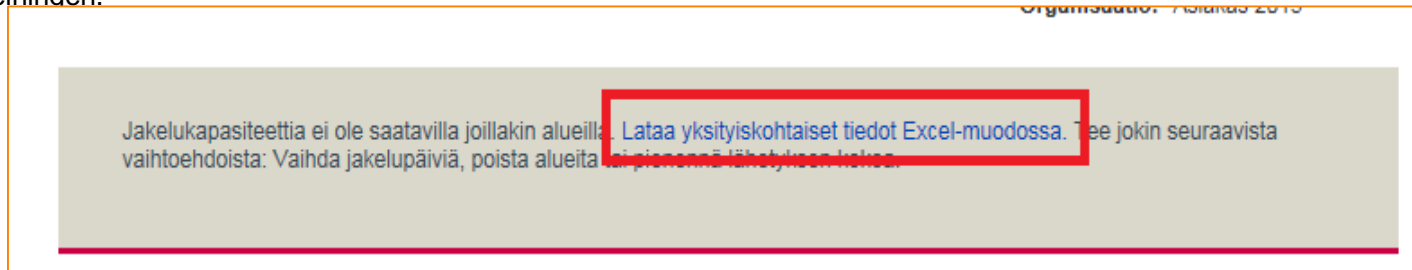 Organisaatio: Asiakas 2015
Jakelukapasiteettia ei ole saatavilla joillakin alueilla. Lataa yksityiskohtaiset tiedot Excel-muodossa. Tee jokin seuraavista
vaihtoehdoista: Vaihda jakelupäiviä, poista alueita tai pienennä lähetyksen kokoa.